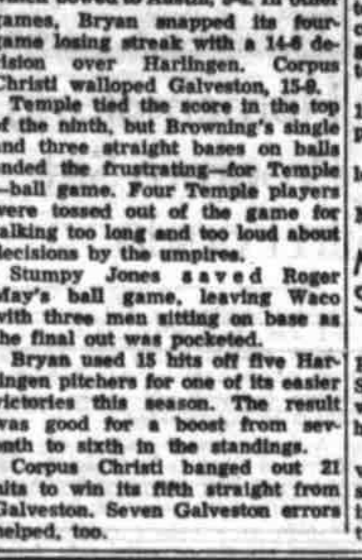 ames, Bryan snapped its four-
game losing streak with a 14-6 de-
ision over Harlingen. Corpus
Christi walloped Galveston, 15-9.
Temple tied the score in the top
of the ninth, but Browning's single
and three straight bases on balls
ended the frustrating—for Temple
—ball game. Four Temple players
were tossed out of the game for
talking too long and too loud about
decisions by the umpires.
Stumpy Jones saved Roger
May's ball game, leaving Waco
with three men sitting on base as
the final out was pocketed.
Bryan used 15 hits off five Har-
lingen pitchers for one of its easier
victories this season. The result
was good for a boost from sev-
enth to sixth in the standings.
Corpus Christi banged out 21
hits to win its fifth straight from
Galveston. Seven Galveston errors
helped, too.